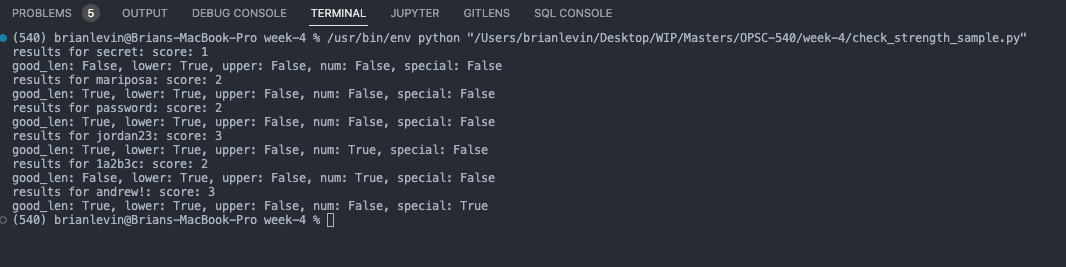 PROBLEMS 5 OUTPUT DEBUG CONSOLE TERMINAL JUPYTER GITLENS SQL CONSOLE
(540) brianlevin@Brians-MacBook-Pro week-4 % /usr/bin/env python "/Users/brianlevin/Desktop/WIP/Masters/OPSC-540/week-4/check_strength_sample.py"
results for secret: score: 1
good_len: False, lower: True, upper: False, num: False, special: False
results for mariposa: score: 2
good_len: True, lower: True, upper: False, num: False, special: False
results for password: score: 2
good_len: True, lower: True, upper: False, num: False, special: False
results for jordan23: score: 3
good_len: True, lower: True, upper: False, num: True, special: False
results for 1a2b3c: score: 2
good_len: False, lower: True, upper: False, num: True, special: False
results for andrew!: score: 3
good_len: True, lower: True, upper: False, num: False, special: True
(540) brianlevin@Brians-MacBook-Pro week-4 %